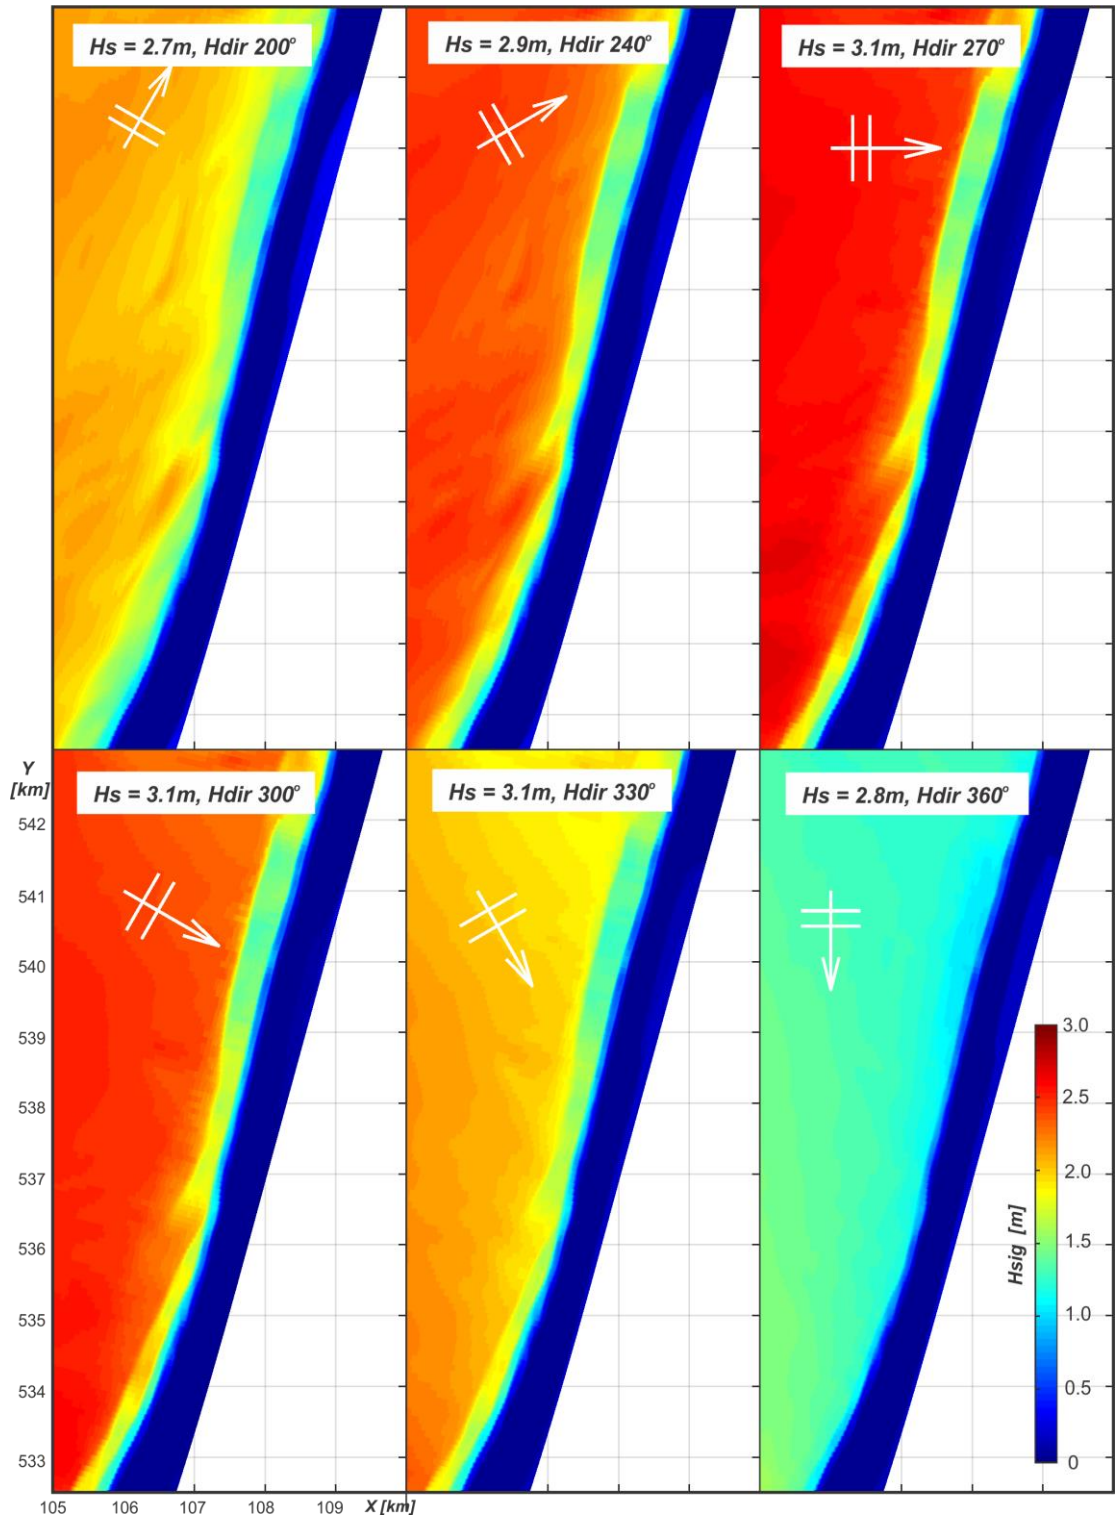 Hs = 2.7m, Hdir 200°
Hs = 2.9m, Hdir 240°
Hs = 3.1m, Hdir 270°
Y
[km]
Hs = 3.1m, Hdir 300°
Hs = 3.1m, Hdir 330°
Hs = 2.8m, Hdir 360°
542
541
540
539
538
537
536
535
534
533
3.0
2.5
2.0
1.5
1.0
0.5
0
Hsig [m]
105 106 107 108 109 X [km]